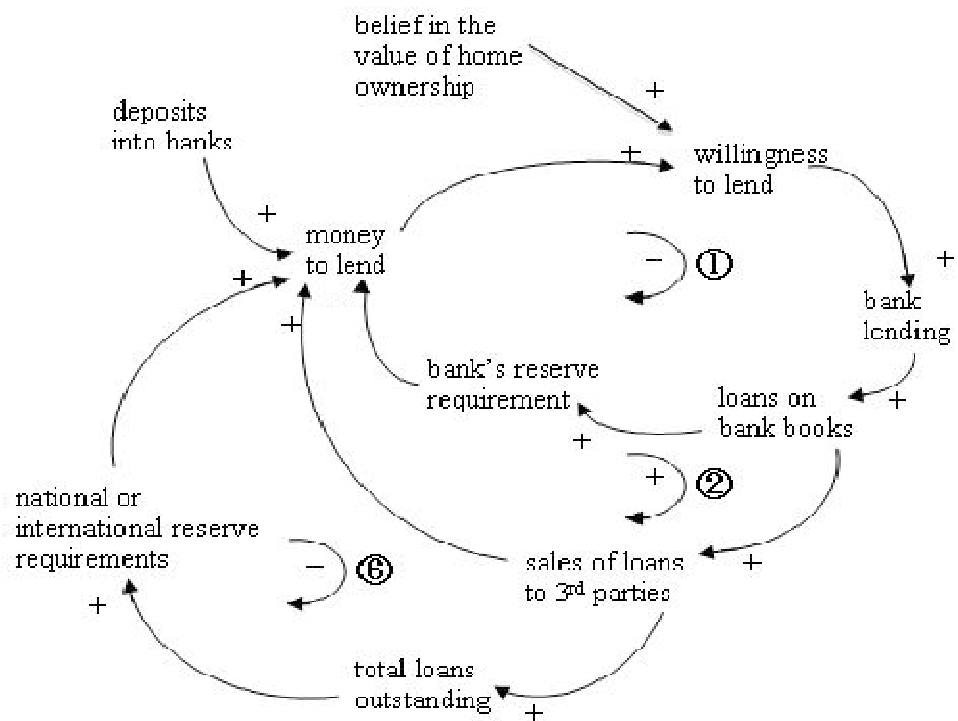 belief in the
value of home
ownership
+
deposits
into banks
+
+
willingness
to lend
money
to lend
+
− ①
+
bank
lending
+
bank's reserve
requirement
loans on
bank books
+
+
+ ②
national or
international reserve
requirements
− ⑥
sales of loans
to 3rd parties
+
+
total loans
outstanding
+